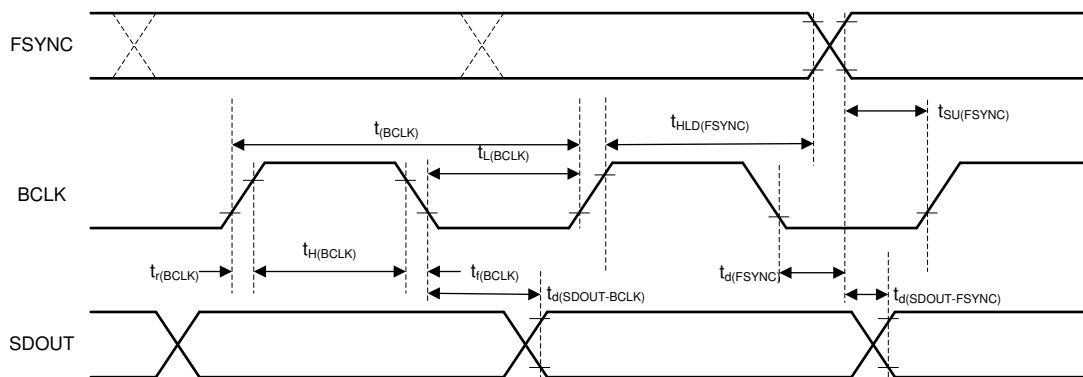 FSYNC
t(BCLK)
tHLD(FSYNC)
tSU(FSYNC)
tL(BCLK)
BCLK
tr(BCLK)
tH(BCLK)
tf(BCLK)
td(FSYNC)
td(SDOUT-BCLK)
td(SDOUT-FSYNC)
SDOUT